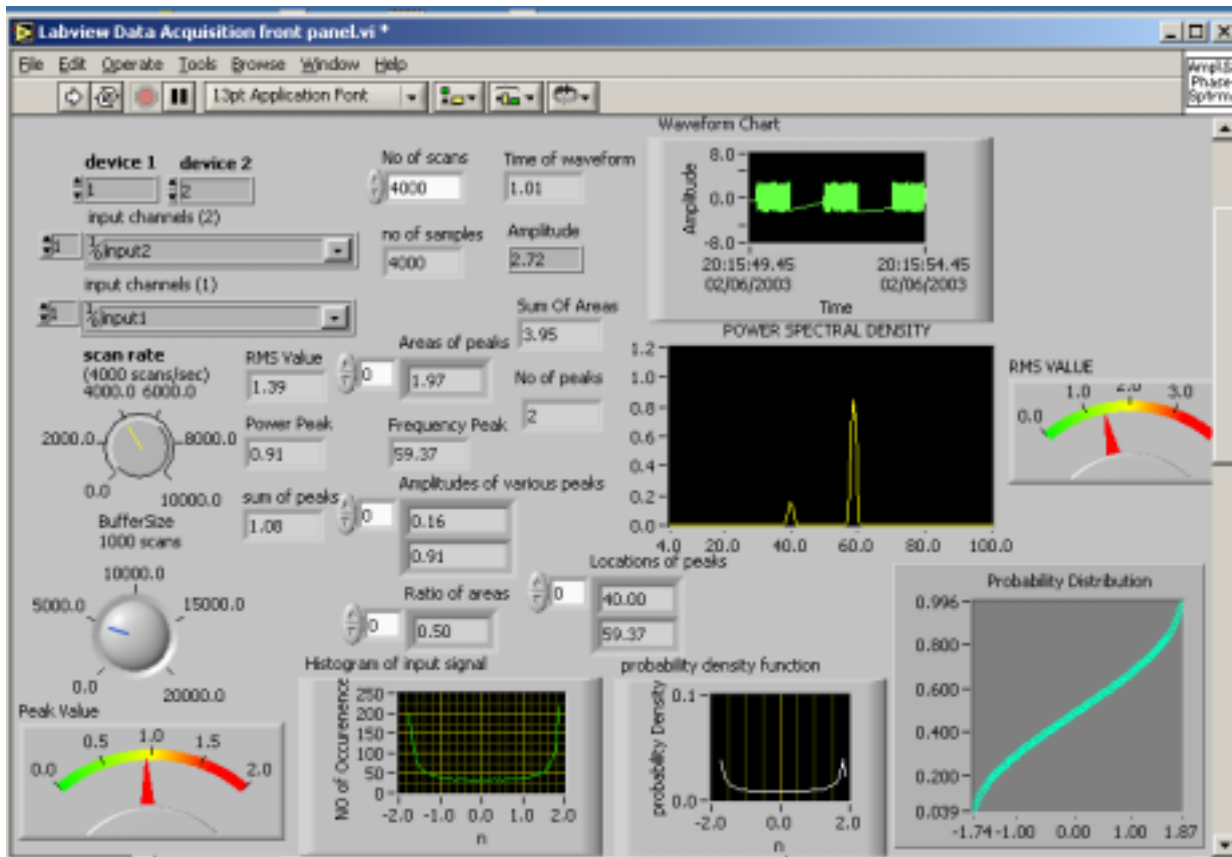 Labview Data Acquisition front panel.vi *
File Edit Operate Tools Browse Window Help
13pt Application Font
Ampl.S
Phase
Sptrm
device 1
device 2
1
2
input channels (2)
input2
input channels (1)
input1
scan rate
(4000 scans/sec)
4000.0 6000.0
2000.0
8000.0
0.0
10000.0
BufferSize
1000 scans
10000.0
5000.0
15000.0
0.0
20000.0
Peak Value
0.0 0.5 1.0 1.5 2.0
No of scans
4000
Time of waveform
1.01
no of samples
4000
Amplitude
2.72
Sum Of Areas
3.95
RMS Value
1.39
Areas of peaks
0
1.97
No of peaks
2
Power Peak
0.91
Frequency Peak
59.37
sum of peaks
1.08
Amplitudes of various peaks
0
0.16
0.91
Ratio of areas
0
0.50
Locations of peaks
0
40.00
59.37
Waveform Chart
Amplitude
8.0
0.0
-8.0
20:15:49.45
02/06/2003
20:15:54.45
02/06/2003
Time
POWER SPECTRAL DENSITY
1.2
1.0
0.8
0.6
0.4
0.2
0.0
4.0 20.0 40.0 60.0 80.0 100.0
RMS VALUE
0.0 1.0 2.0 3.0
Histogram of input signal
NO of Occurenence
250
200
150
100
50
0
-2.0 -1.0 0.0 1.0 2.0
n
probability density function
probability Density
0.1
0.0
-2.0 0.0 2.0
n
Probability Distribution
0.996
0.800
0.600
0.400
0.200
0.039
-1.74 -1.00 0.00 1.00 1.87